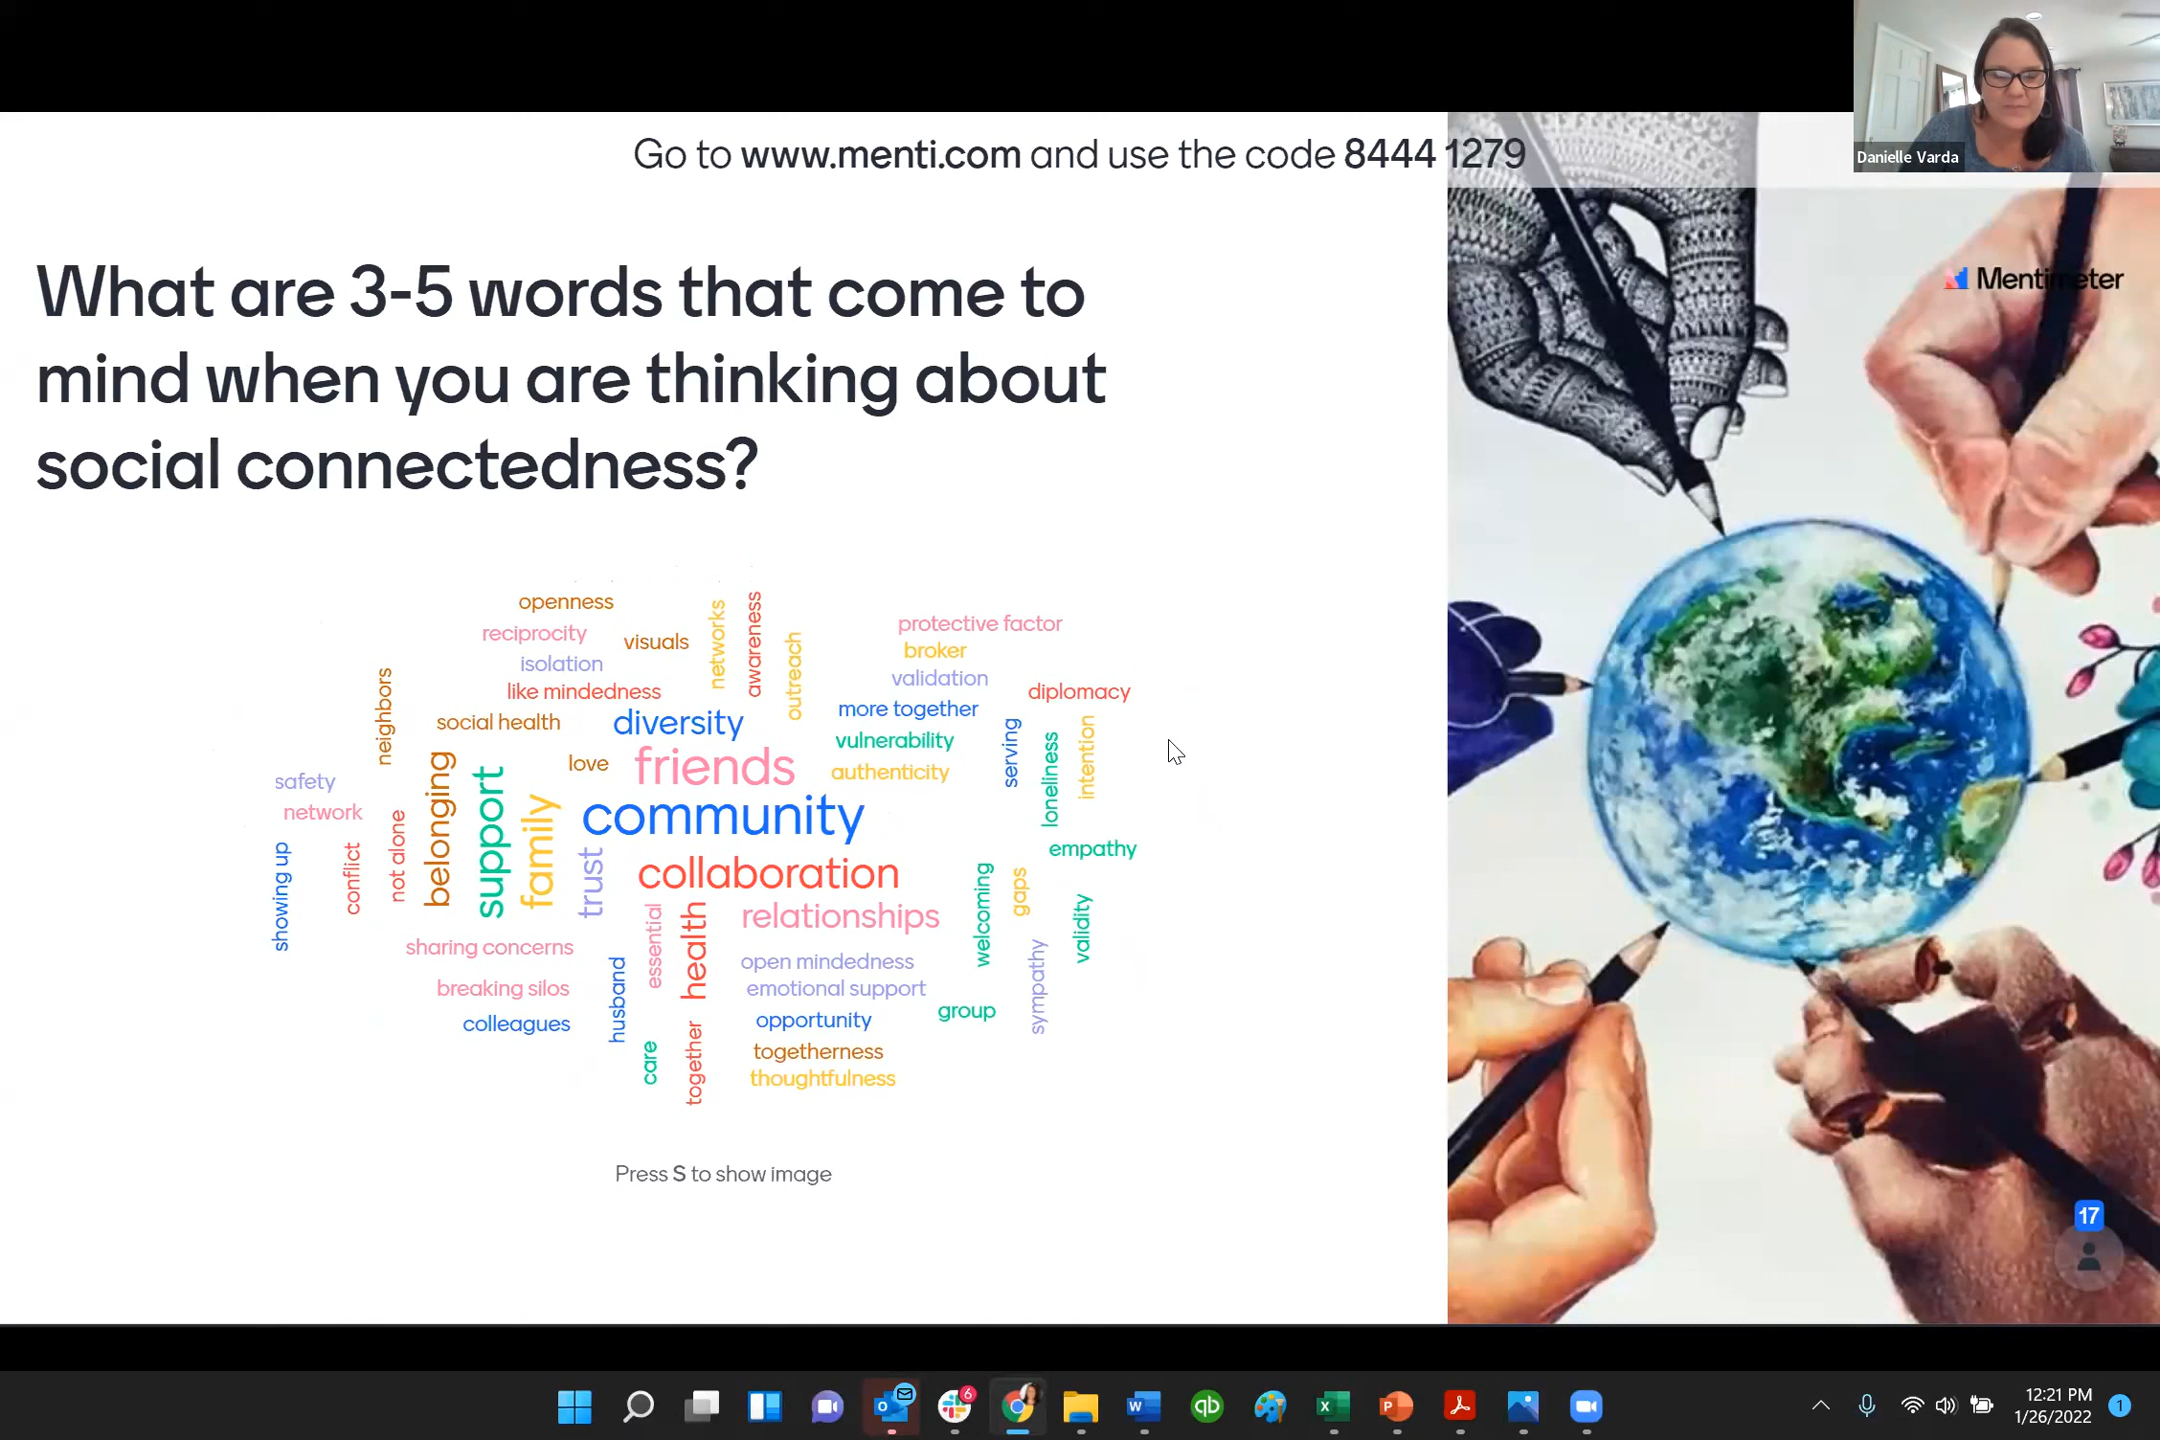 Go to www.menti.com and use the code 8444 1279
Danielle Varda
Mentimeter
What are 3-5 words that come to
mind when you are thinking about
social connectedness?
openness
reciprocity
visuals
isolation
networks
awareness
outreach
protective factor
broker
validation
like mindedness
diplomacy
neighbors
social health
diversity
more together
vulnerability
serving
loneliness
intention
love
friends
authenticity
safety
network
belonging
support
family
community
showing up
conflict
not alone
trust
collaboration
empathy
relationships
welcoming
gaps
validity
essential
health
sharing concerns
open mindedness
sympathy
breaking silos
husband
emotional support
group
colleagues
opportunity
care
together
togetherness
thoughtfulness
Press S to show image
17
6
12:21 PM
1/26/2022
1